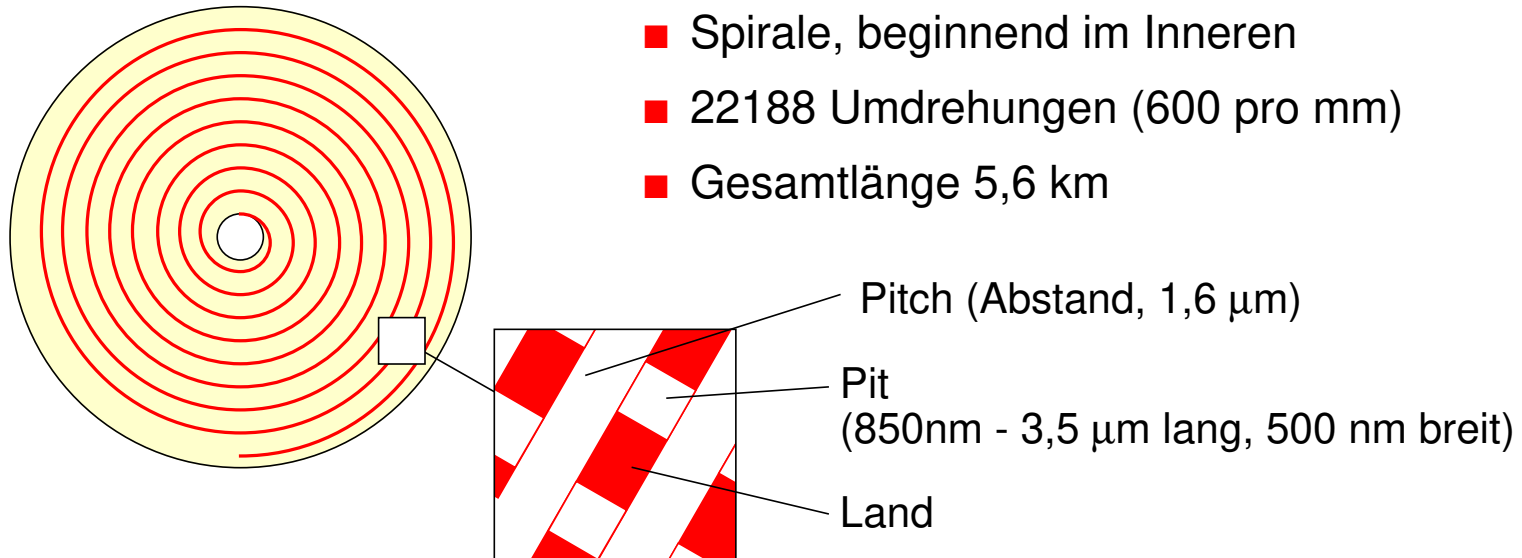 Spirale, beginnend im Inneren
22188 Umdrehungen (600 pro mm)
Gesamtlänge 5,6 km
Pitch (Abstand, 1,6 μm)
Pit
(850nm - 3,5 μm lang, 500 nm breit)
Land